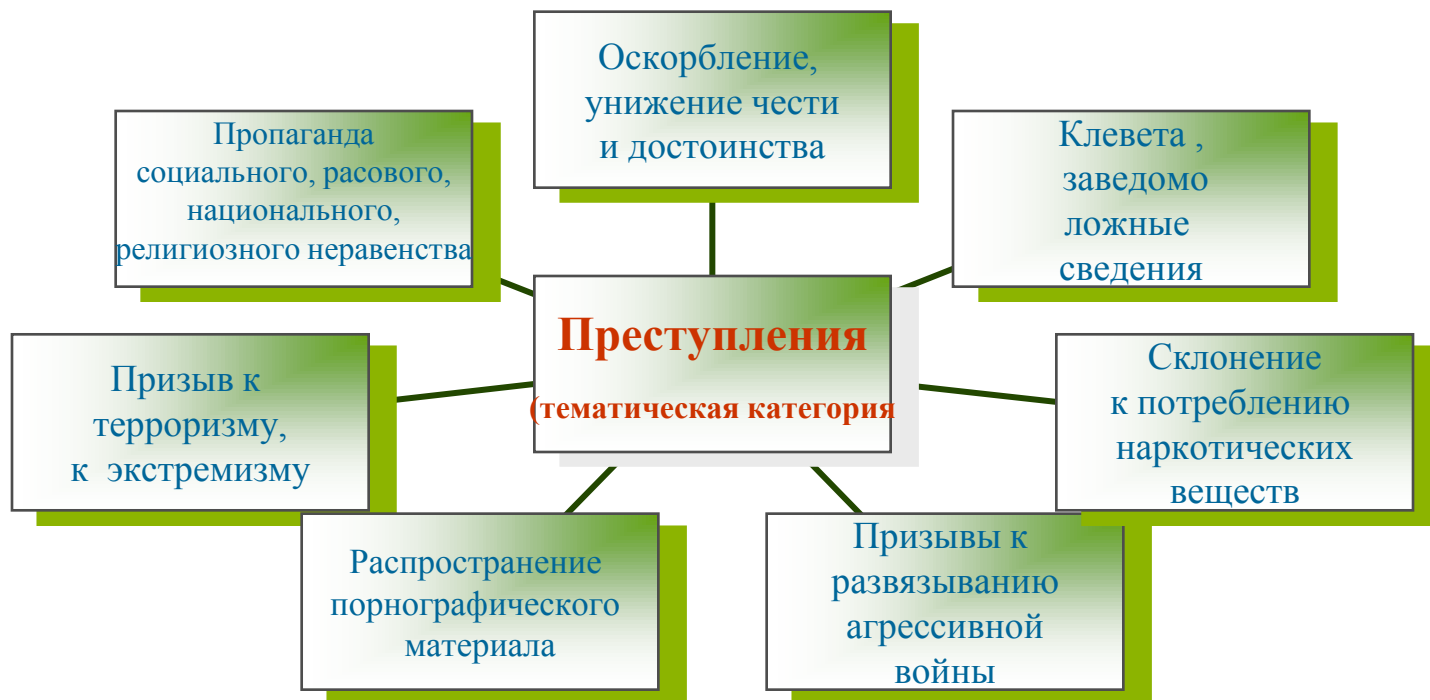 Оскорбление,
унижение чести
и достоинства
Пропаганда
социального, расового,
национального,
религиозного неравенства
Клевета ,
заведомо
ложные
сведения
Преступления
(тематическая категория
Призыв к
терроризму,
к экстремизму
Склонение
к потреблению
наркотических
веществ
Распространение
порнографического
материала
Призывы к
развязыванию
агрессивной
войны